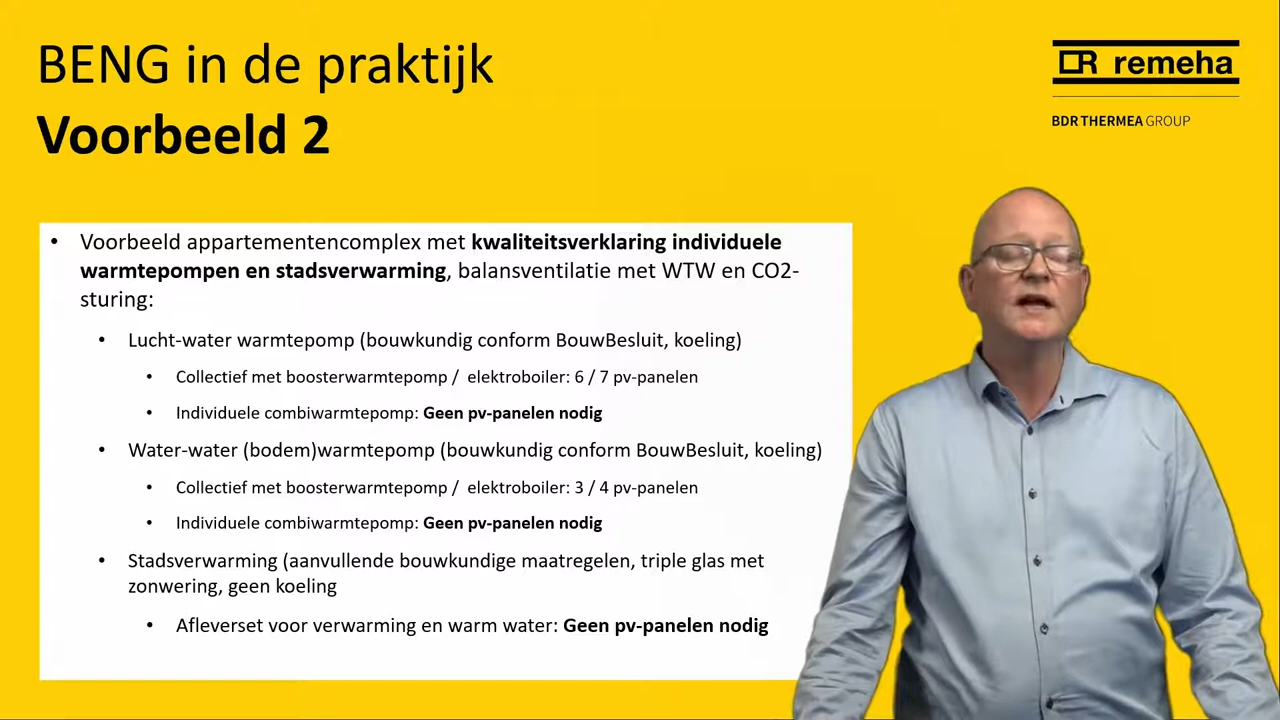 BENG in de praktijk
Voorbeeld 2
remeha
BDR THERMEA GROUP
• Voorbeeld appartementencomplex met kwaliteitsverklaring individuele
warmtepompen en stadsverwarming, balansventilatie met WTW en CO2-
sturing:
• Lucht-water warmtepomp (bouwkundig conform BouwBesluit, koeling)
• Collectief met boosterwarmtepomp / elektroboiler: 6 / 7 pv-panelen
• Individuele combiwarmtepomp: Geen pv-panelen nodig
• Water-water (bodem)warmtepomp (bouwkundig conform BouwBesluit, koeling)
• Collectief met boosterwarmtepomp / elektroboiler: 3 / 4 pv-panelen
• Individuele combiwarmtepomp: Geen pv-panelen nodig
• Stadsverwarming (aanvullende bouwkundige maatregelen, triple glas met
zonwering, geen koeling
• Afleverset voor verwarming en warm water: Geen pv-panelen nodig